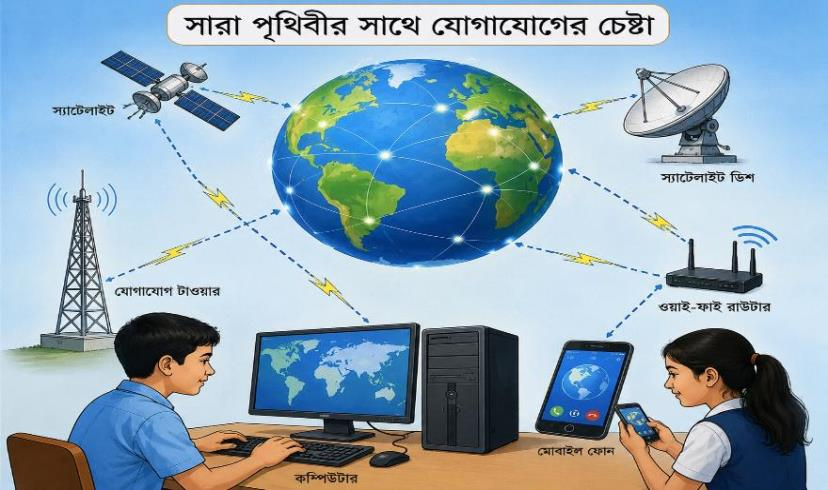 সারা পৃথিবীর সাথে যোগাযোগের চেষ্টা
স্যাটেলাইট
স্যাটেলাইট ডিশ
যোগাযোগ টাওয়ার
ওয়াই-ফাই রাউটার
মোবাইল ফোন
কম্পিউটার